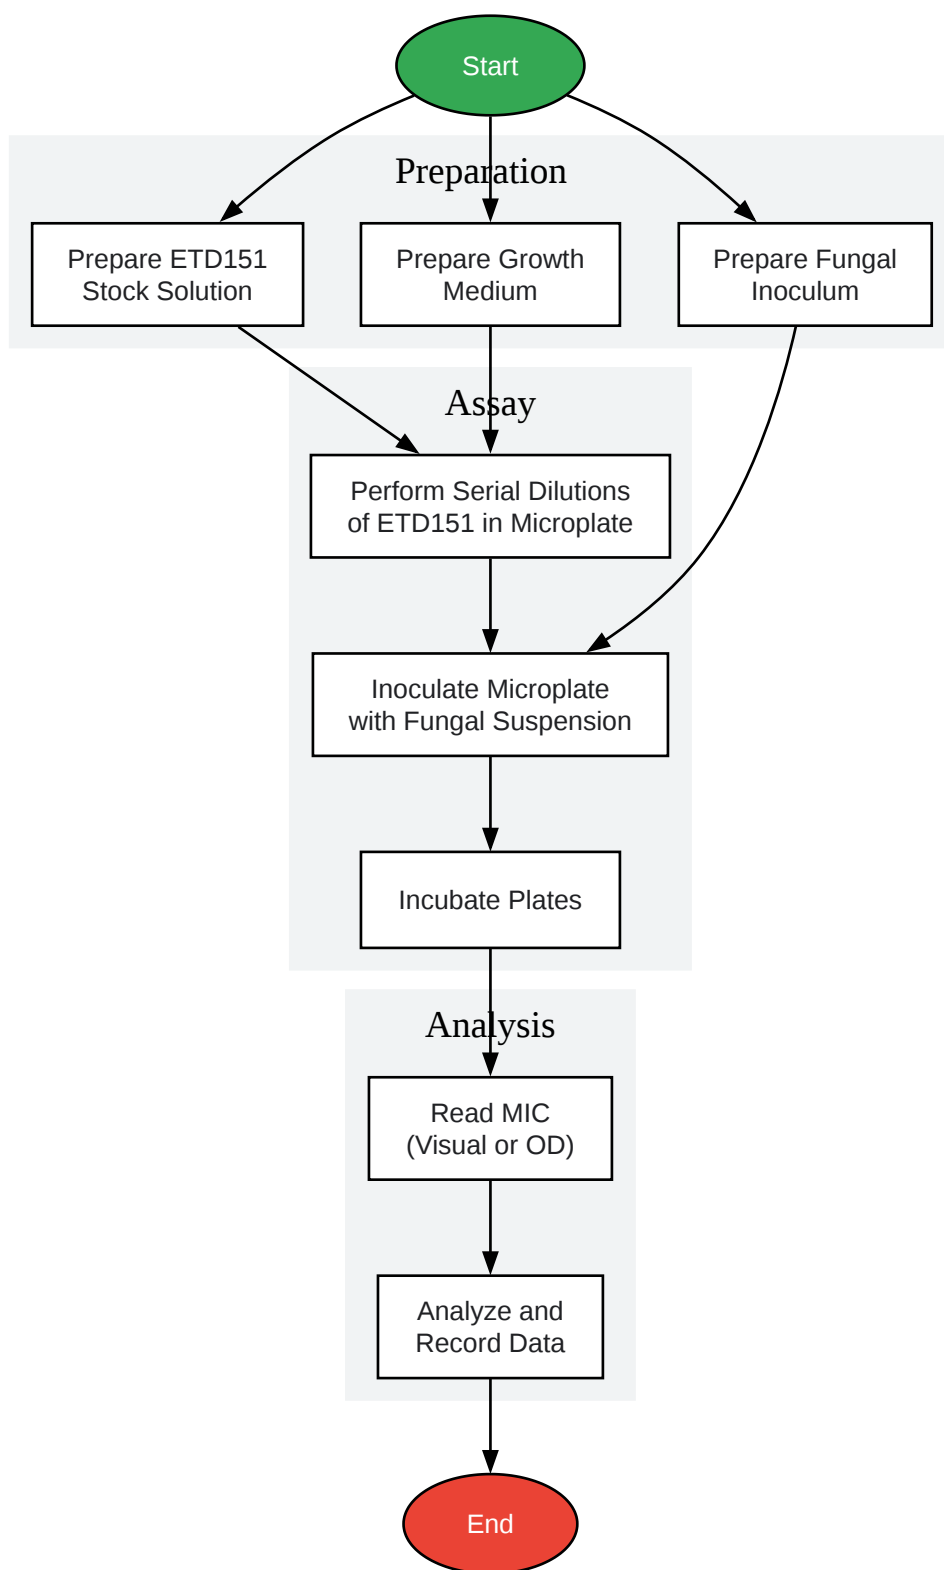 Start
Preparation
Prepare ETD151
Stock Solution
Prepare Growth
Medium
Prepare Fungal
Inoculum
Assay
Perform Serial Dilutions
of ETD151 in Microplate
Inoculate Microplate
with Fungal Suspension
Incubate Plates
Analysis
Read MIC
(Visual or OD)
Analyze and
Record Data
End